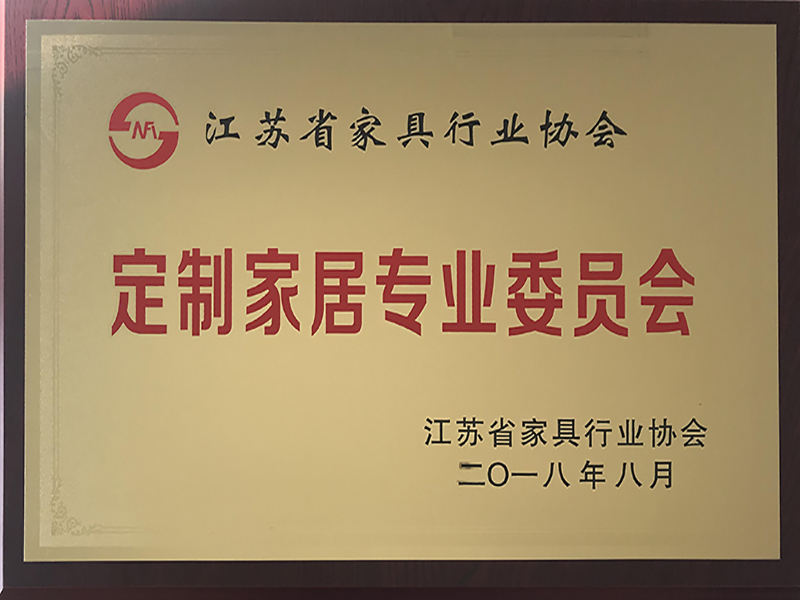 NFA 江苏省家具行业协会
定制家居专业委员会
江苏省家具行业协会
二〇一八年八月